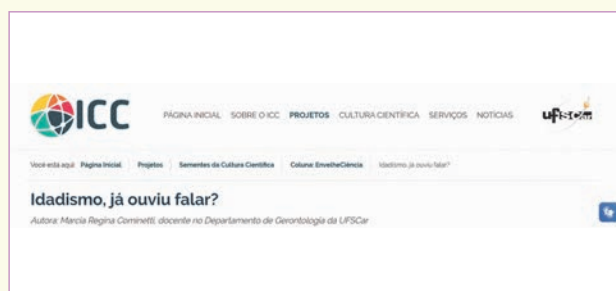 ICC
PÁGINA INICIAL SOBRE O ICC PROJETOS CULTURA CIENTÍFICA SERVIÇOS NOTÍCIAS
ufscar
Você está aqui: Página Inicial Projetos Sementes da Cultura Científica Coluna: EnvelheCiência Idadismo, já ouviu falar?
Idadismo, já ouviu falar?
Autora: Marcia Regina Cominetti, docente no Departamento de Gerontologia da UFSCar